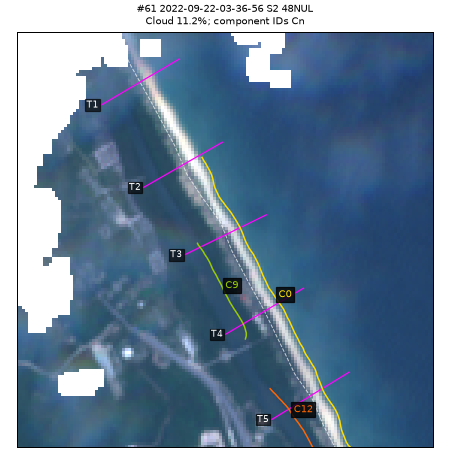 #61 2022-09-22-03-36-56 S2 48NUL
Cloud 11.2%; component IDs Cn
T1
T2
T3
C9
C0
T4
C12
T5